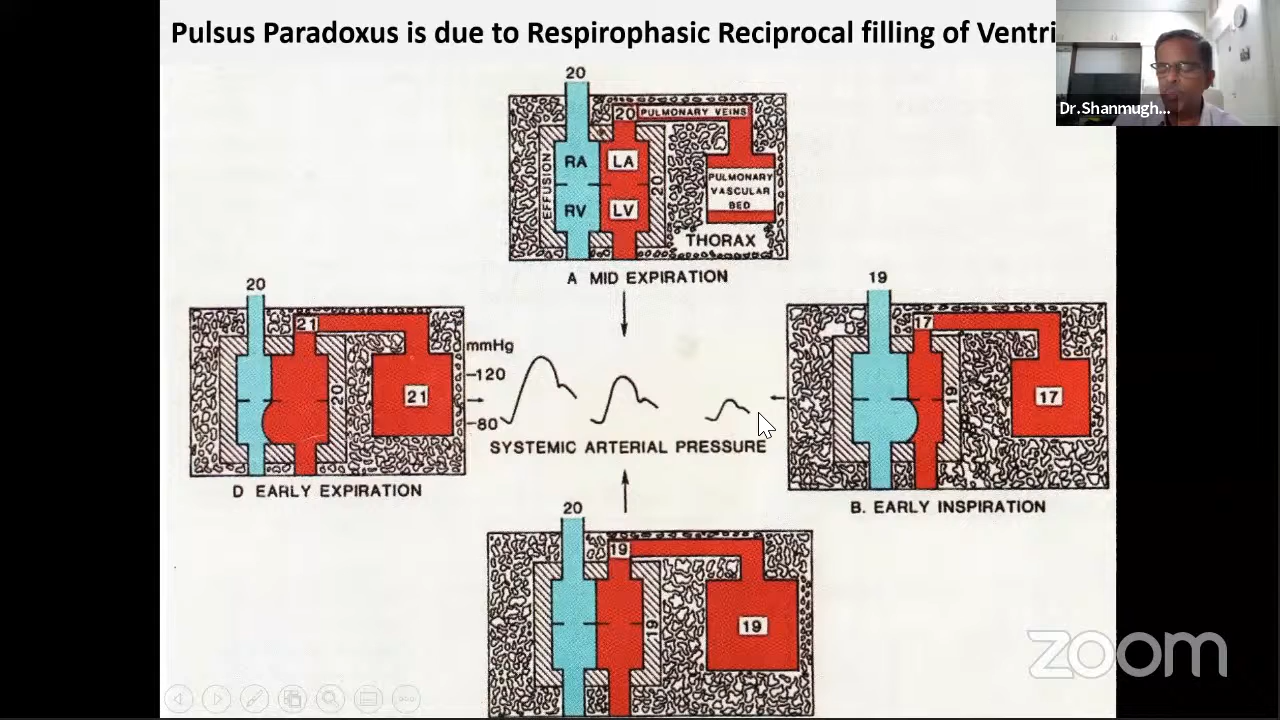 Pulsus Paradoxus is due to Respirophasic Reciprocal filling of Ventri
Dr.Shanmugh...
20
20 PULMONARY VEINS
EFFUSION
RA
LA
RV
LV
20
PULMONARY
VASCULAR
BED
THORAX
A MID EXPIRATION
20
21
20
21
D EARLY EXPIRATION
mmHg
-120
-80
SYSTEMIC ARTERIAL PRESSURE
19
17
19
17
B. EARLY INSPIRATION
20
19
19
19
zoom